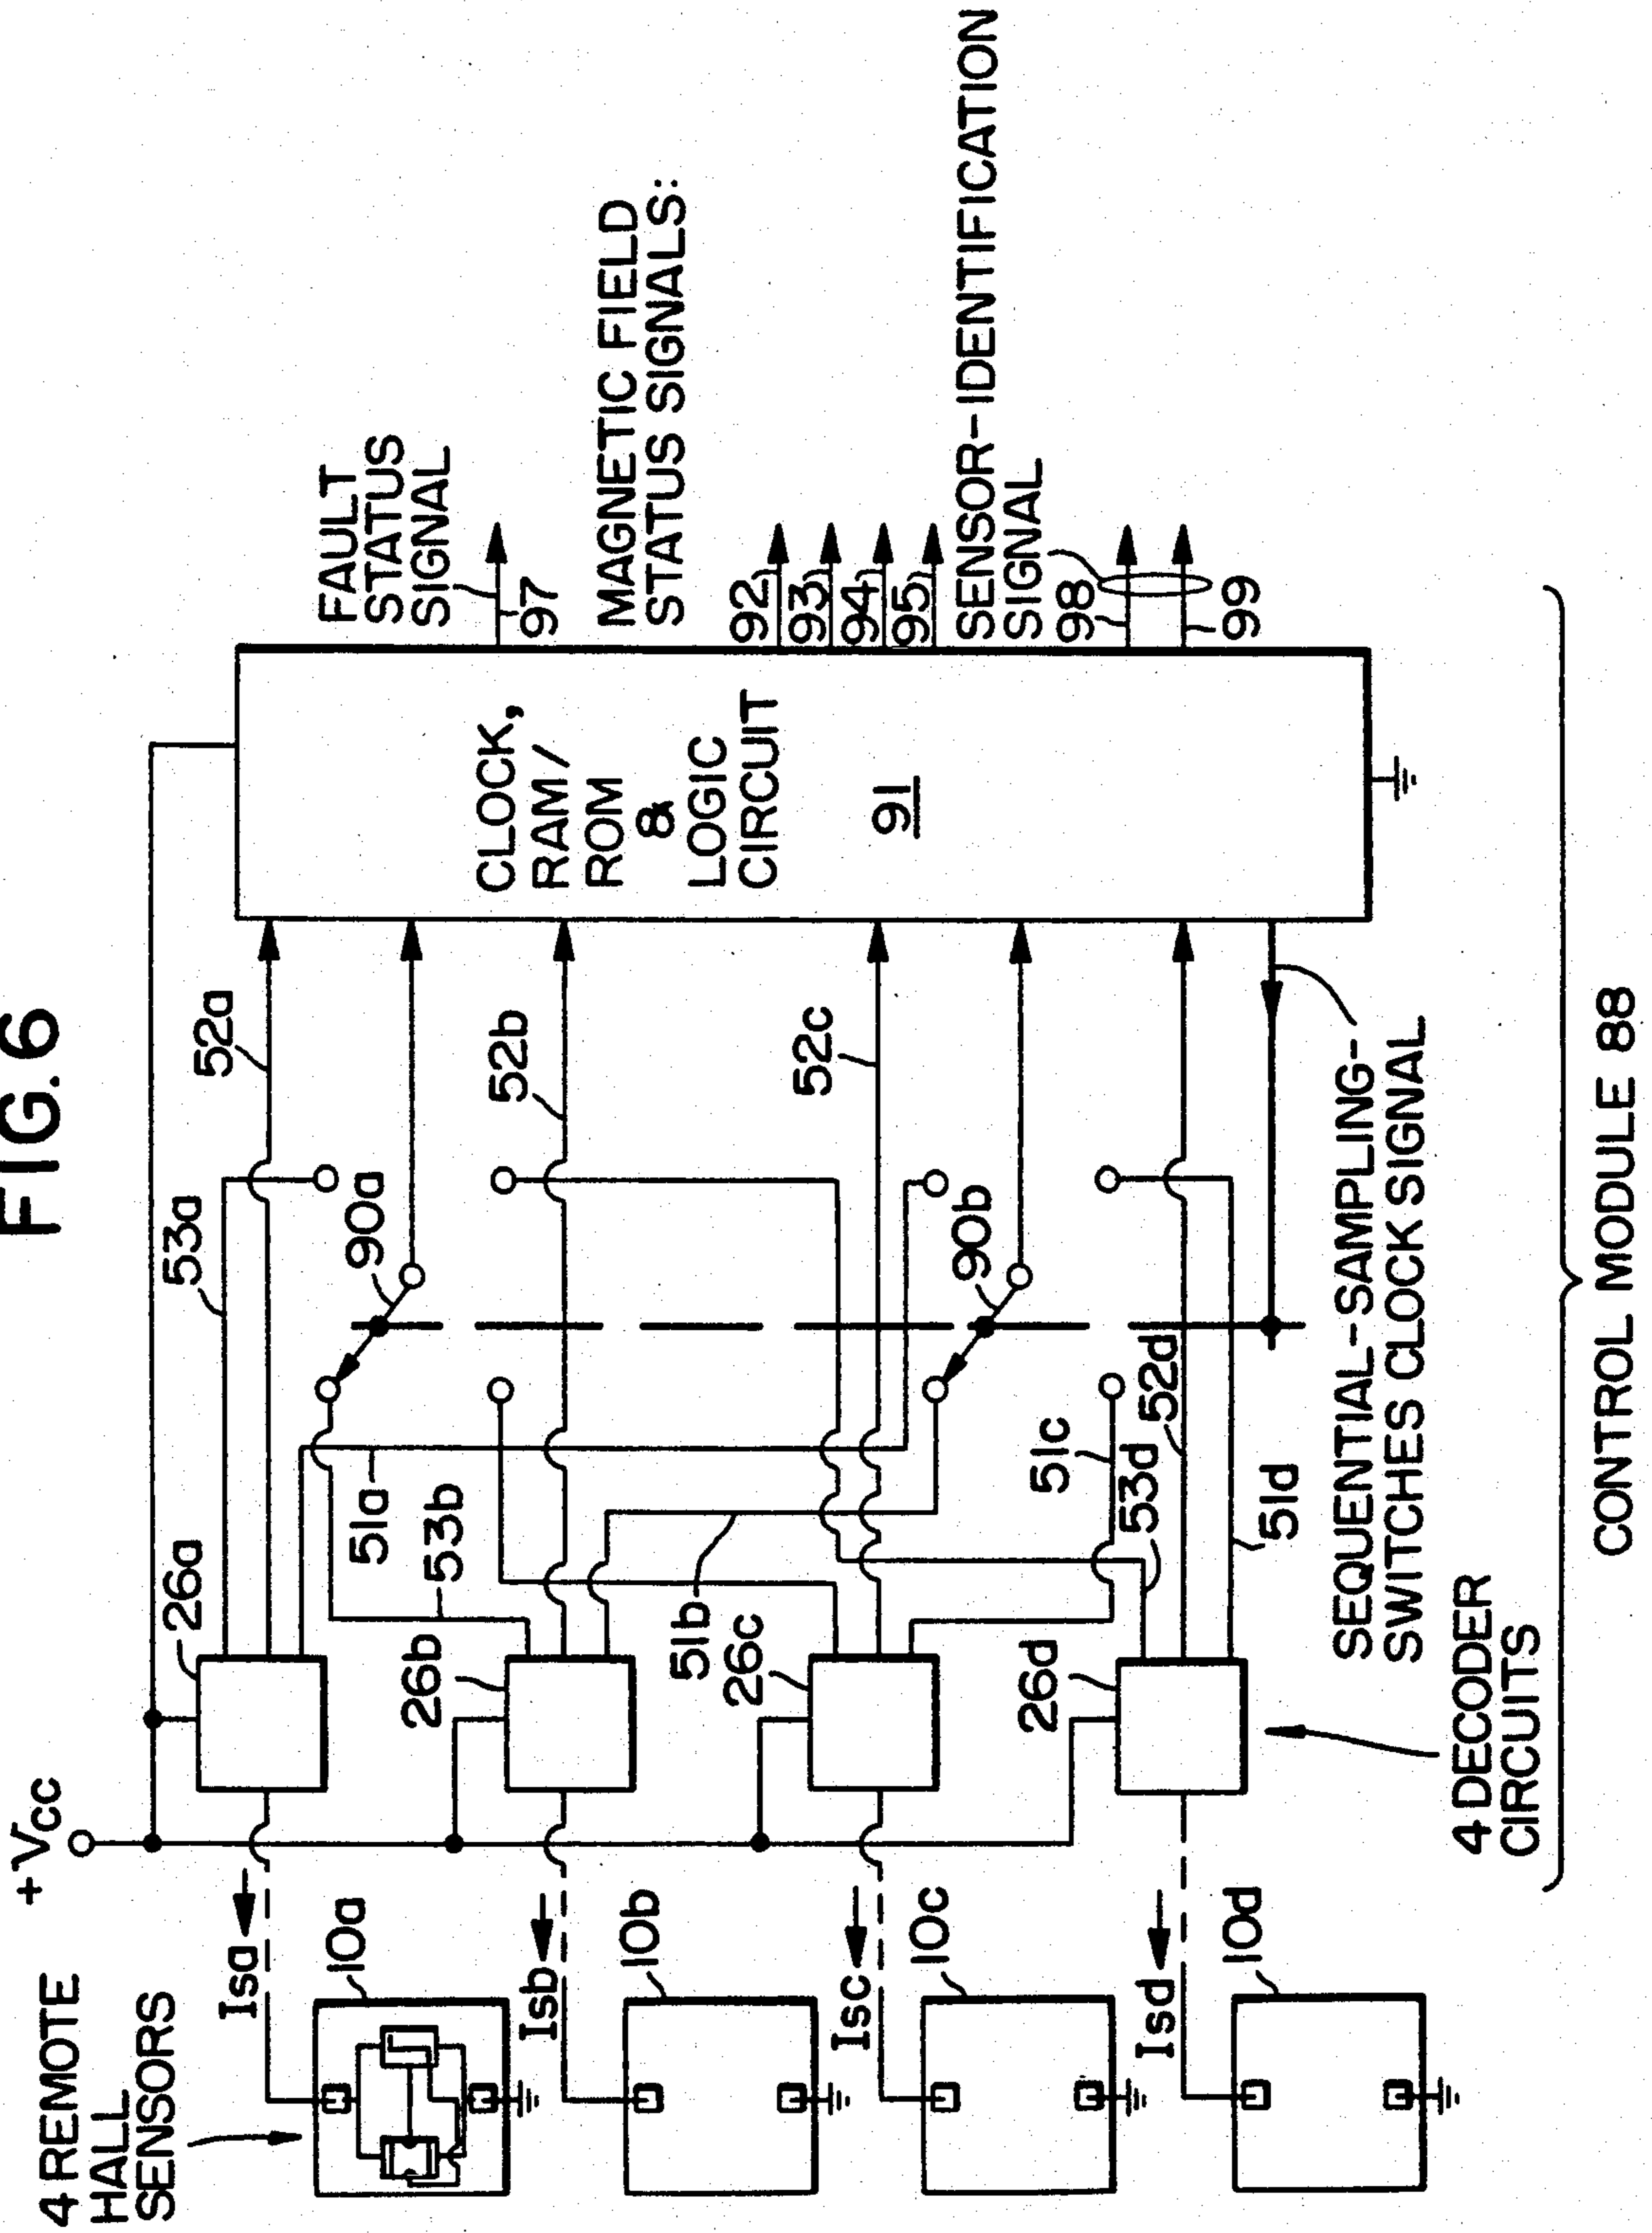 FIG. 6
+Vcc
4 REMOTE
HALL
SENSORS
Isa
10a
Isb
10b
Isc
10c
Isd
10d
26a
26b
26c
26d
53a
52a
90a
51a
53b
52b
51b
52c
90b
51c
53d
52d
51d
CLOCK,
RAM/
ROM
&
LOGIC
CIRCUIT
91
FAULT
STATUS
SIGNAL
97
MAGNETIC FIELD
STATUS SIGNALS:
92
93
94
95
SENSOR-IDENTIFICATION
SIGNAL
98
99
4 DECODER
CIRCUITS
SEQUENTIAL-SAMPLING-
SWITCHES CLOCK SIGNAL
CONTROL MODULE 88